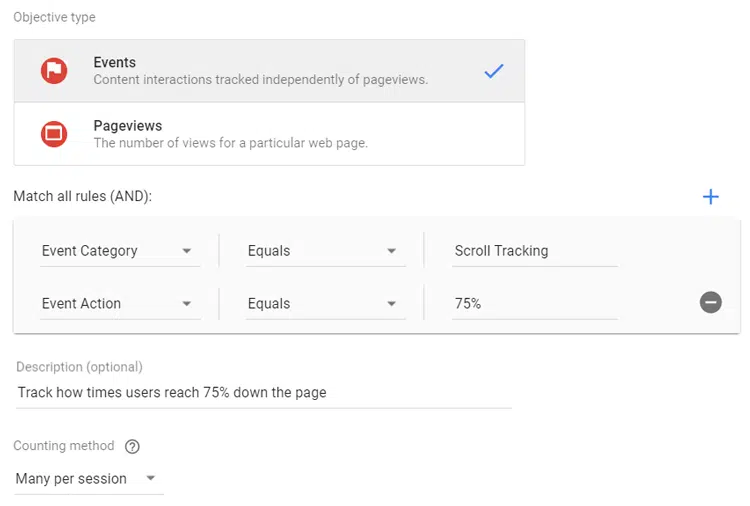 Objective type
Events
Content interactions tracked independently of pageviews.
Pageviews
The number of views for a particular web page.
Match all rules (AND):
Event Category Equals Scroll Tracking
Event Action Equals 75%
Description (optional)
Track how times users reach 75% down the page
Counting method ?
Many per session